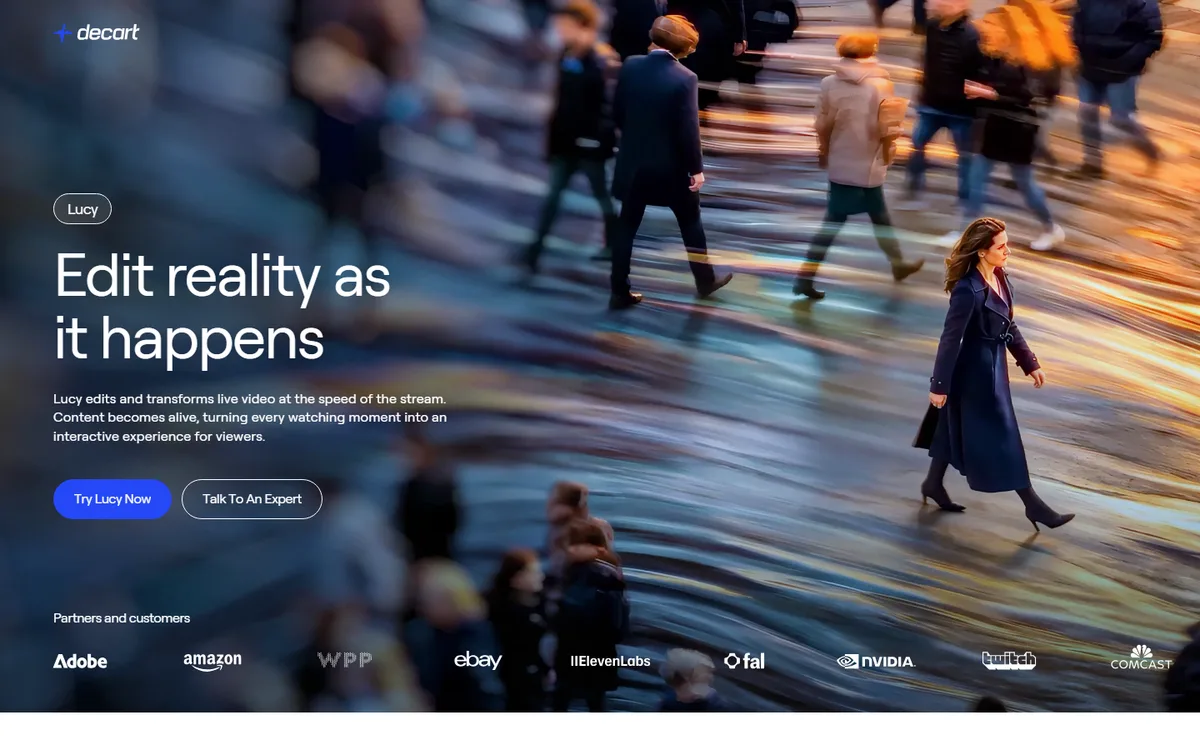 decart
Lucy
Edit reality as
it happens
Lucy edits and transforms live video at the speed of the stream.
Content becomes alive, turning every watching moment into an
interactive experience for viewers.
Try Lucy Now
Talk To An Expert
Partners and customers
Adobe
amazon
WPP
ebay
IIElevenLabs
fal
NVIDIA.
twitch
COMCAST